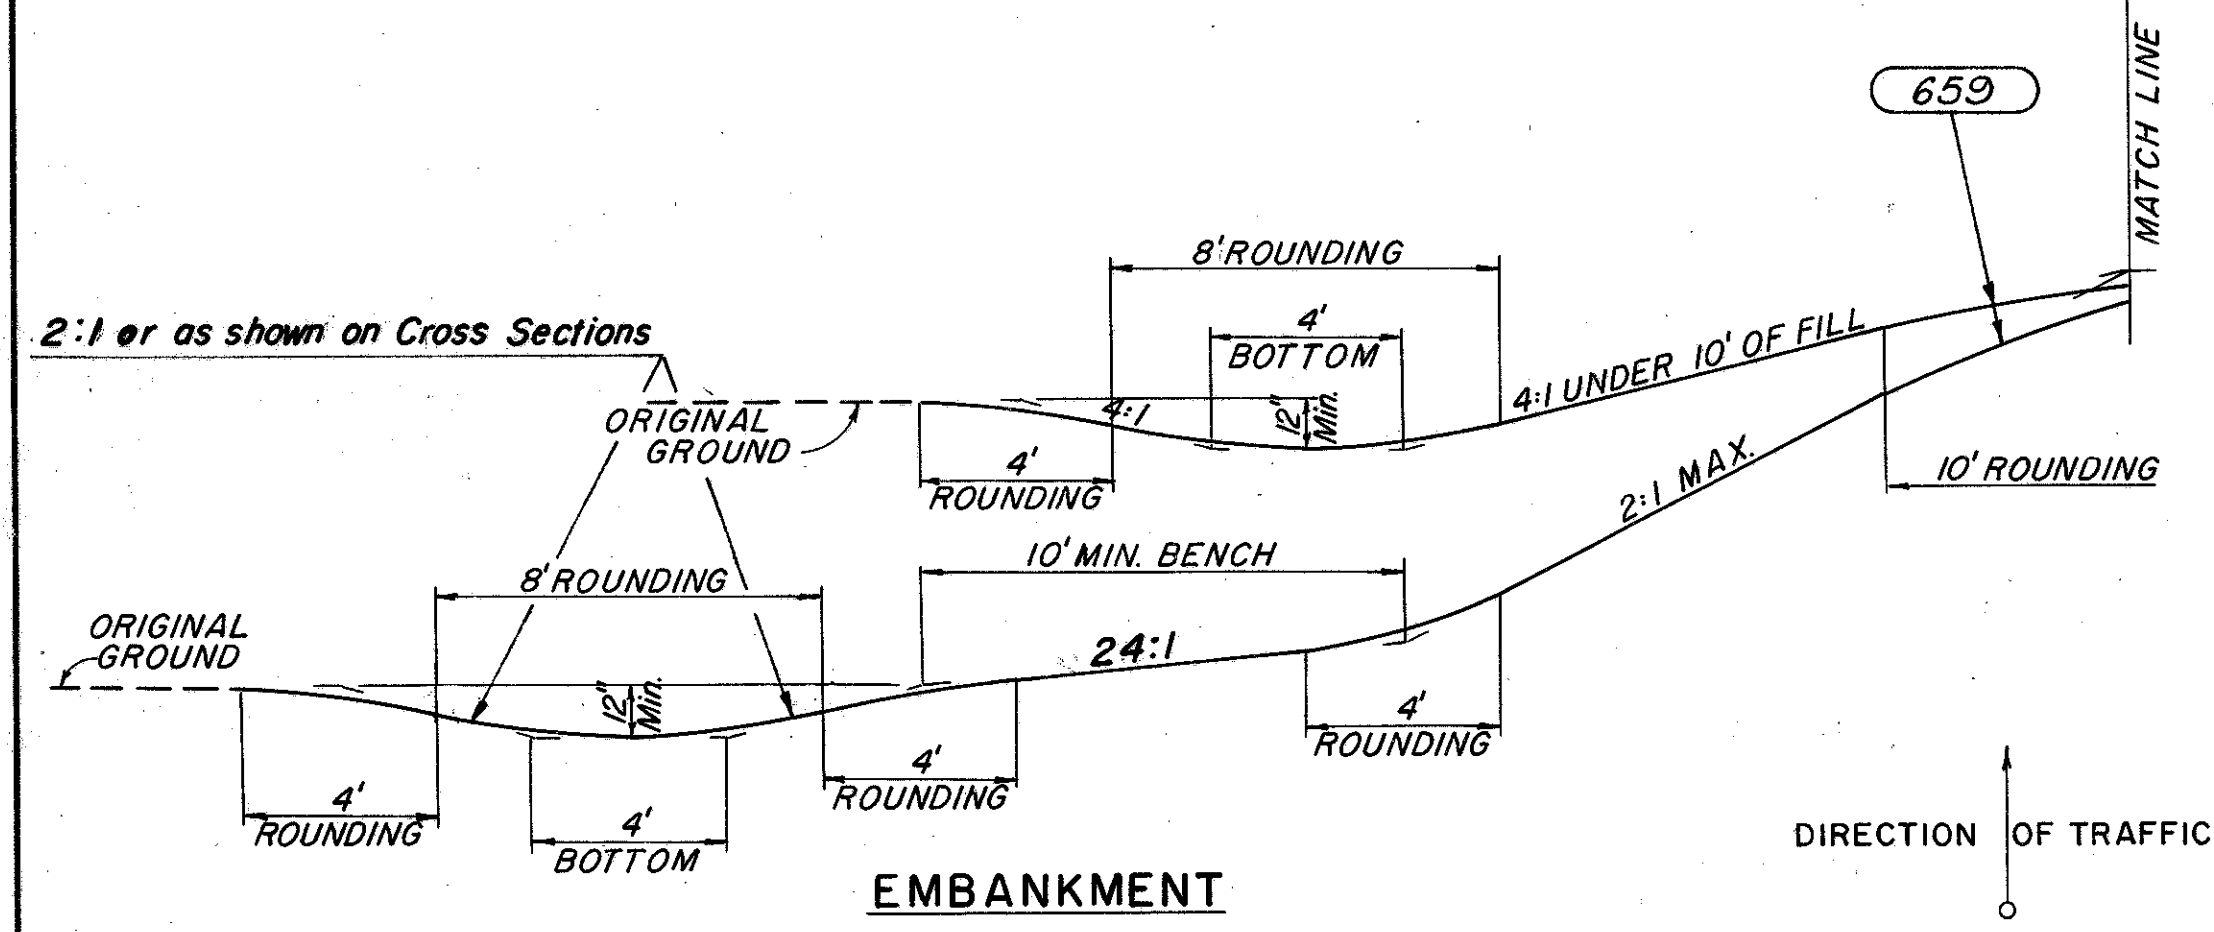 MATCH LINE
659
8' ROUNDING
4'
BOTTOM
2:1 or as shown on Cross Sections
4:1
12" Min.
4:1 UNDER 10' OF FILL
ORIGINAL
GROUND
4'
ROUNDING
2:1 MAX.
10' ROUNDING
10' MIN. BENCH
8' ROUNDING
ORIGINAL
GROUND
24:1
12" Min.
4'
ROUNDING
4'
ROUNDING
4'
ROUNDING
4'
BOTTOM
DIRECTION OF TRAFFIC
EMBANKMENT